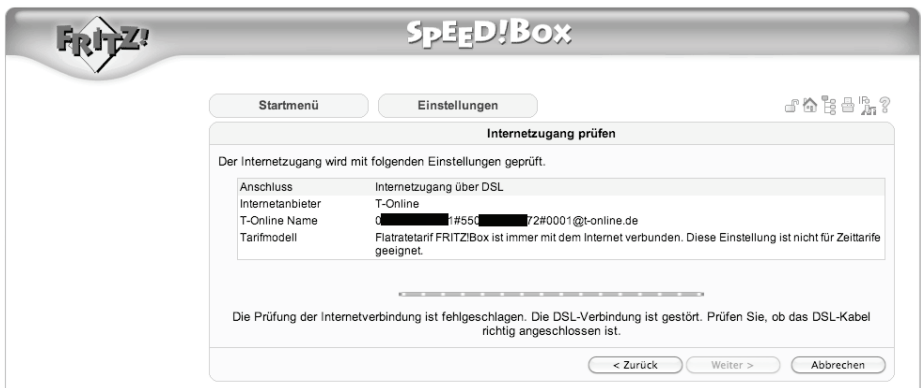 FRITZ!
SPEED!BOX
Startmenü
Einstellungen
Internetzugang prüfen
Der Internetzugang wird mit folgenden Einstellungen geprüft.
Anschluss Internetzugang über DSL
Internetanbieter T-Online
T-Online Name 0 1#550 72#0001@t-online.de
Tarifmodell Flatratetarif FRITZ!Box ist immer mit dem Internet verbunden. Diese Einstellung ist nicht für Zeittarife
geeignet.
Die Prüfung der Internetverbindung ist fehlgeschlagen. Die DSL-Verbindung ist gestört. Prüfen Sie, ob das DSL-Kabel
richtig angeschlossen ist.
< Zurück
Weiter >
Abbrechen